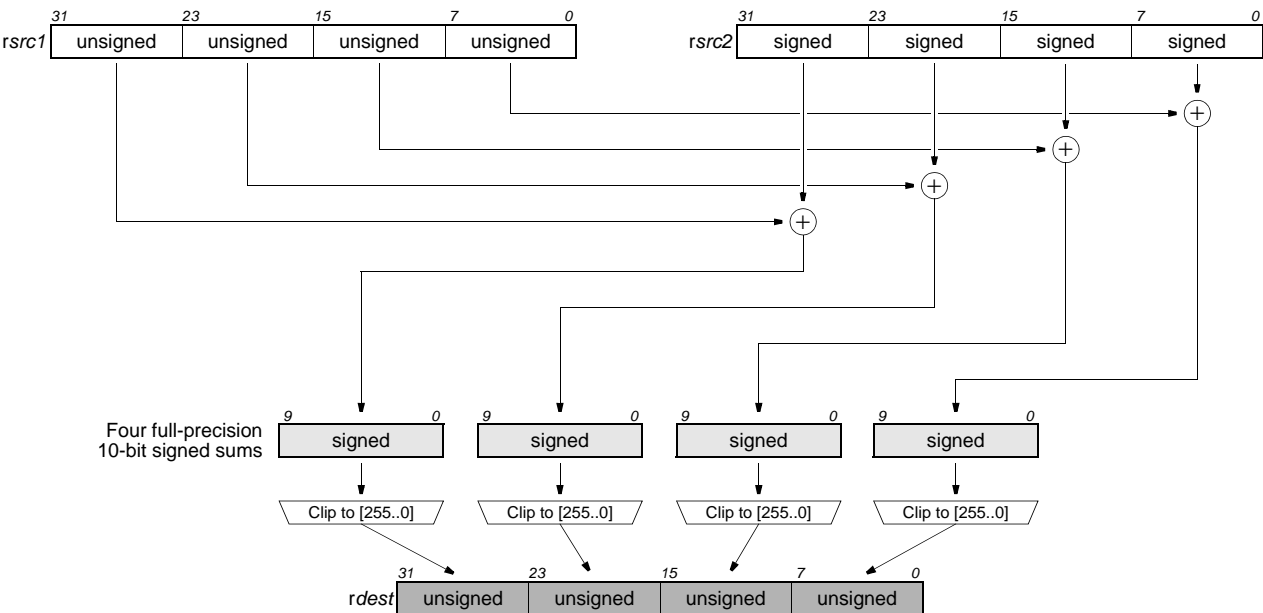 31 23 15 7 0 31 23 15 7 0
rsrc1 unsigned unsigned unsigned unsigned rsrc2 signed signed signed signed
+
+
+
+
9 0 9 0 9 0 9 0
Four full-precision
10-bit signed sums
signed signed signed signed
Clip to [255..0] Clip to [255..0] Clip to [255..0] Clip to [255..0]
31 23 15 7 0
rdest unsigned unsigned unsigned unsigned